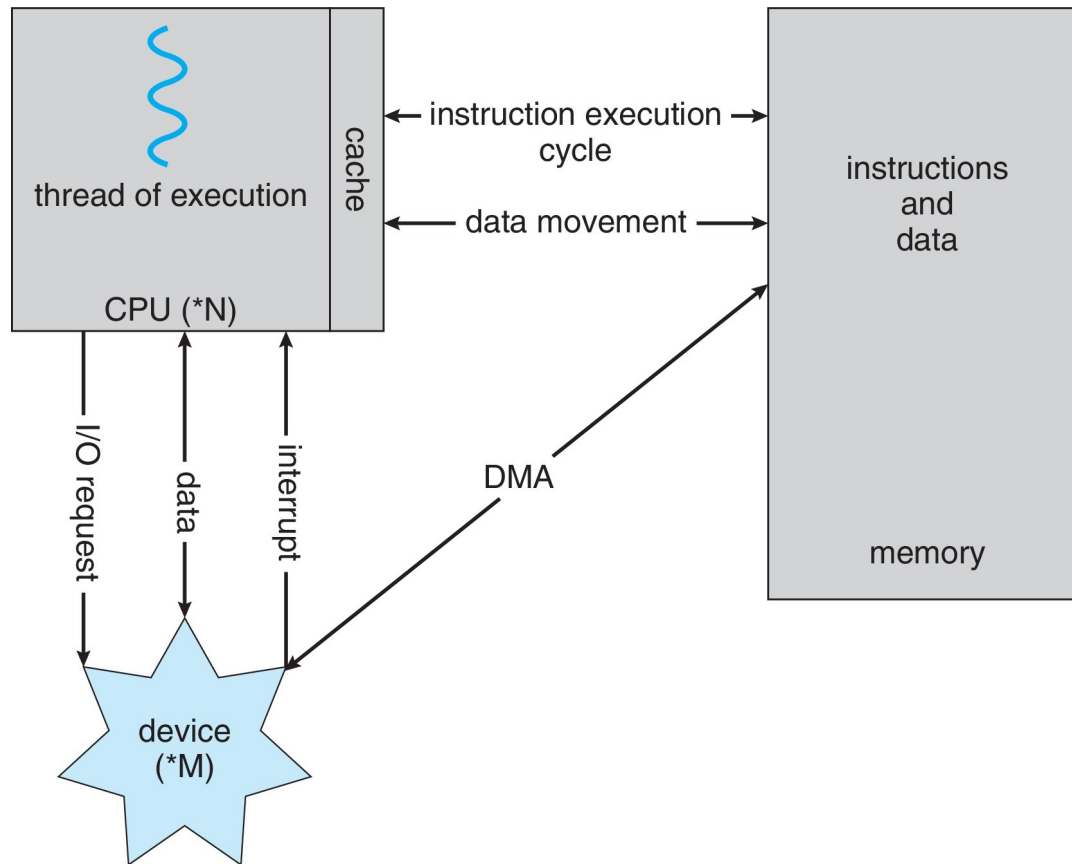 thread of execution
cache
CPU (*N)
instruction execution
cycle
data movement
instructions
and
data
memory
I/O request
data
interrupt
DMA
device
(*M)